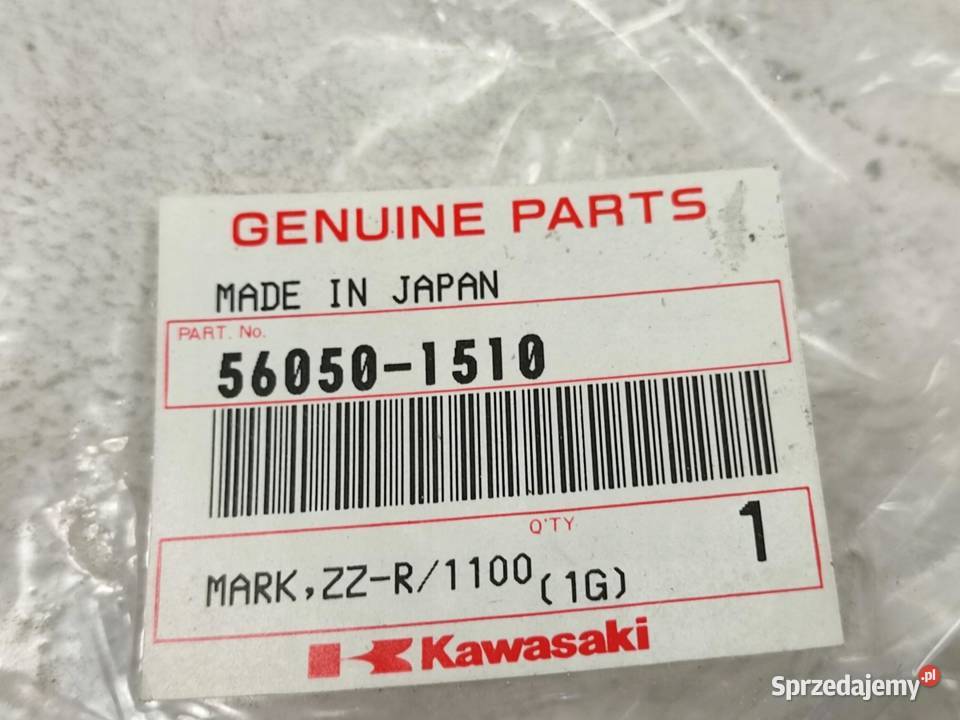 GENUINE PARTS
MADE IN JAPAN
PART. No.
56050-1510
Q'TY
1
MARK,ZZ-R/1100(1G)
Kawasaki
Sprzedajemy.pl